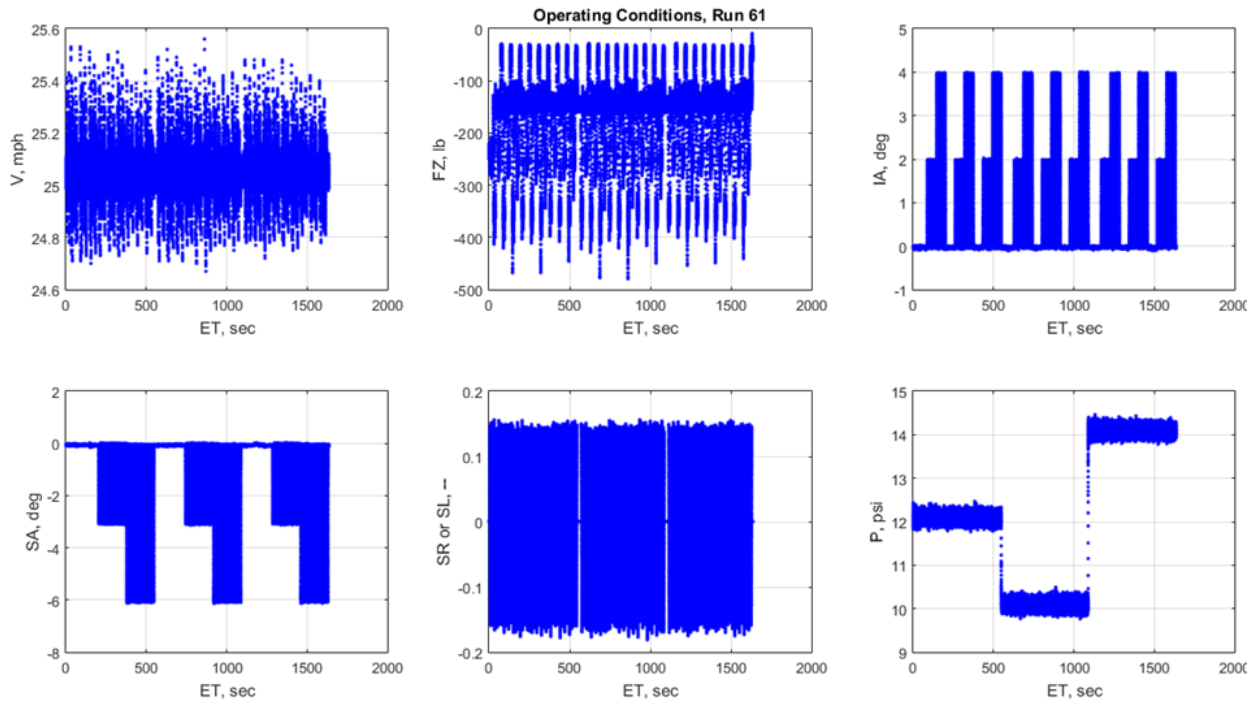 Operating Conditions, Run 61
25.6
25.4
25.2
25
24.8
24.6
V, mph
0 500 1000 1500 2000
ET, sec
0
-100
-200
-300
-400
-500
FZ, lb
0 500 1000 1500 2000
ET, sec
5
4
3
2
1
0
-1
IA, deg
0 500 1000 1500 2000
ET, sec
2
0
-2
-4
-6
-8
SA, deg
0 500 1000 1500 2000
ET, sec
0.2
0.1
0
-0.1
-0.2
SR or SL, --
0 500 1000 1500 2000
ET, sec
15
14
13
12
11
10
9
P, psi
0 500 1000 1500 2000
ET, sec